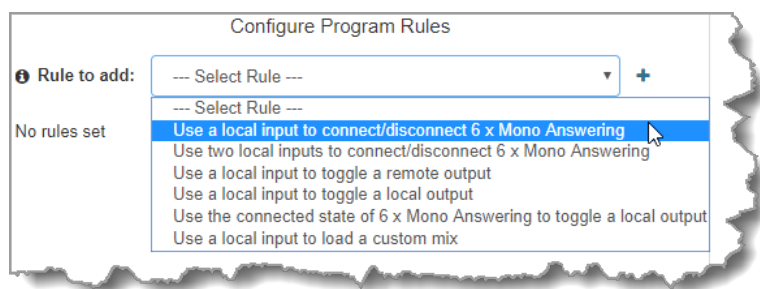 Configure Program Rules
Rule to add: --- Select Rule ---
--- Select Rule ---
No rules set
Use a local input to connect/disconnect 6 x Mono Answering
Use two local inputs to connect/disconnect 6 x Mono Answering
Use a local input to toggle a remote output
Use a local input to toggle a local output
Use the connected state of 6 x Mono Answering to toggle a local output
Use a local input to load a custom mix